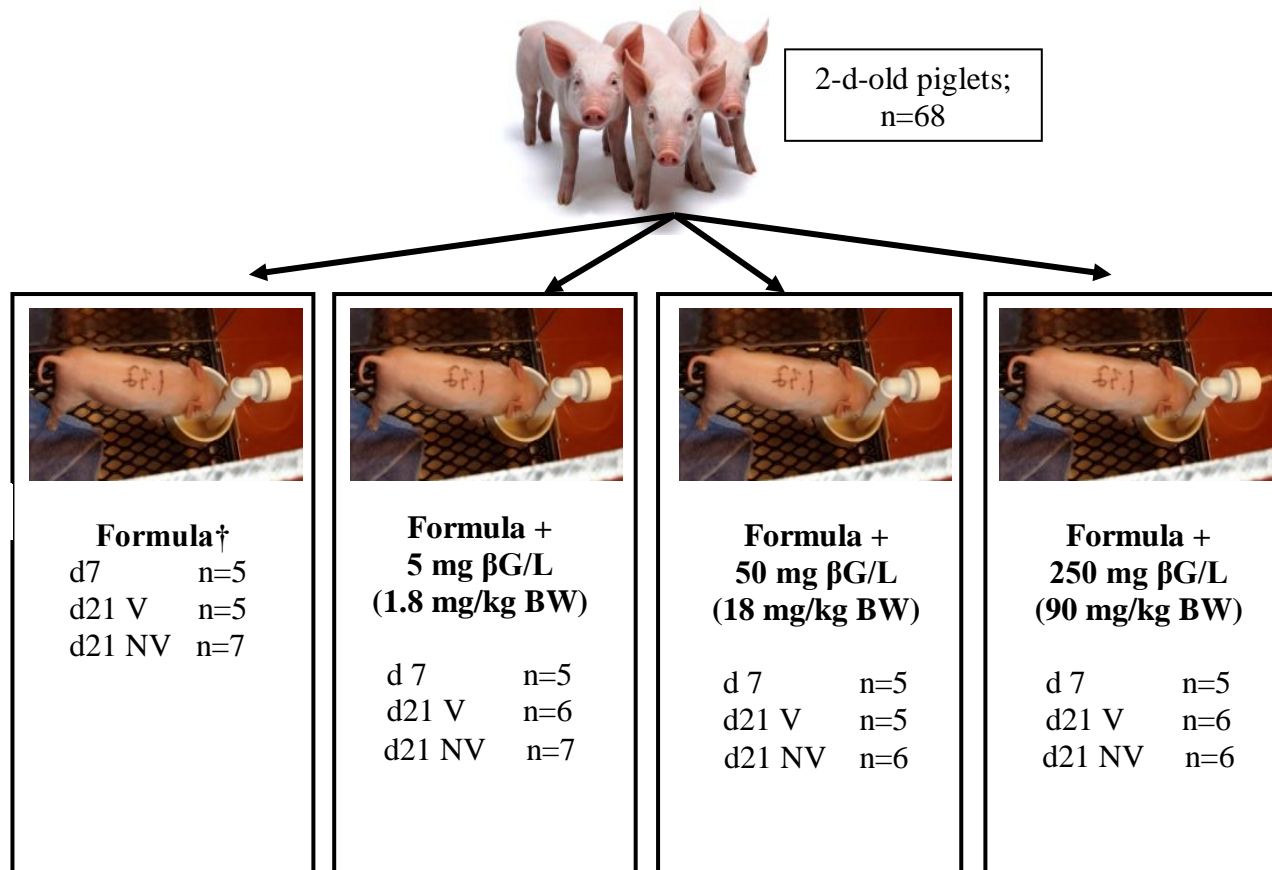 2-d-old piglets;
n=68
Formula†
d7 n=5
d21 V n=5
d21 NV n=7
Formula +
5 mg βG/L
(1.8 mg/kg BW)
d 7 n=5
d21 V n=6
d21 NV n=7
Formula +
50 mg βG/L
(18 mg/kg BW)
d 7 n=5
d21 V n=5
d21 NV n=6
Formula +
250 mg βG/L
(90 mg/kg BW)
d 7 n=5
d21 V n=6
d21 NV n=6